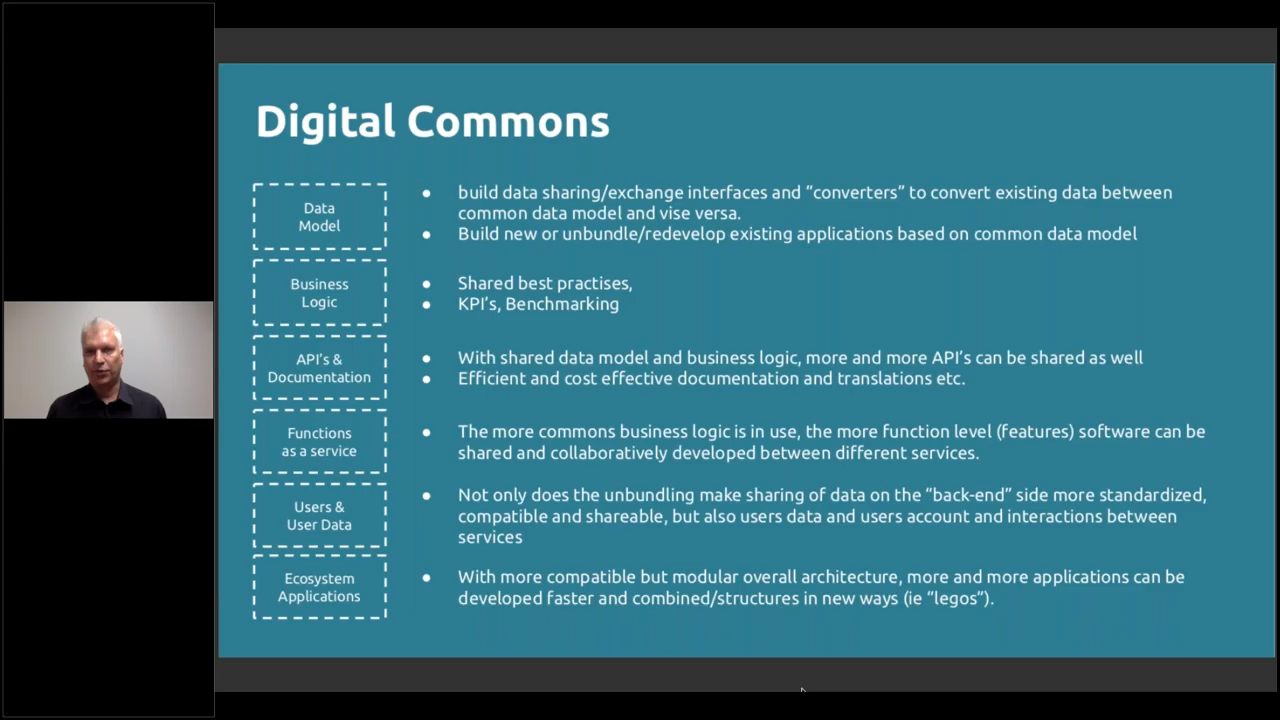 Digital Commons
Data
Model
● build data sharing/exchange interfaces and “converters” to convert existing data between
common data model and vise versa.
● Build new or unbundle/redevelop existing applications based on common data model
Business
Logic
● Shared best practises,
● KPI’s, Benchmarking
API’s &
Documentation
● With shared data model and business logic, more and more API’s can be shared as well
● Efficient and cost effective documentation and translations etc.
Functions
as a service
● The more commons business logic is in use, the more function level (features) software can be
shared and collaboratively developed between different services.
Users &
User Data
● Not only does the unbundling make sharing of data on the “back-end” side more standardized,
compatible and shareable, but also users data and users account and interactions between
services
Ecosystem
Applications
● With more compatible but modular overall architecture, more and more applications can be
developed faster and combined/structures in new ways (ie “legos”).